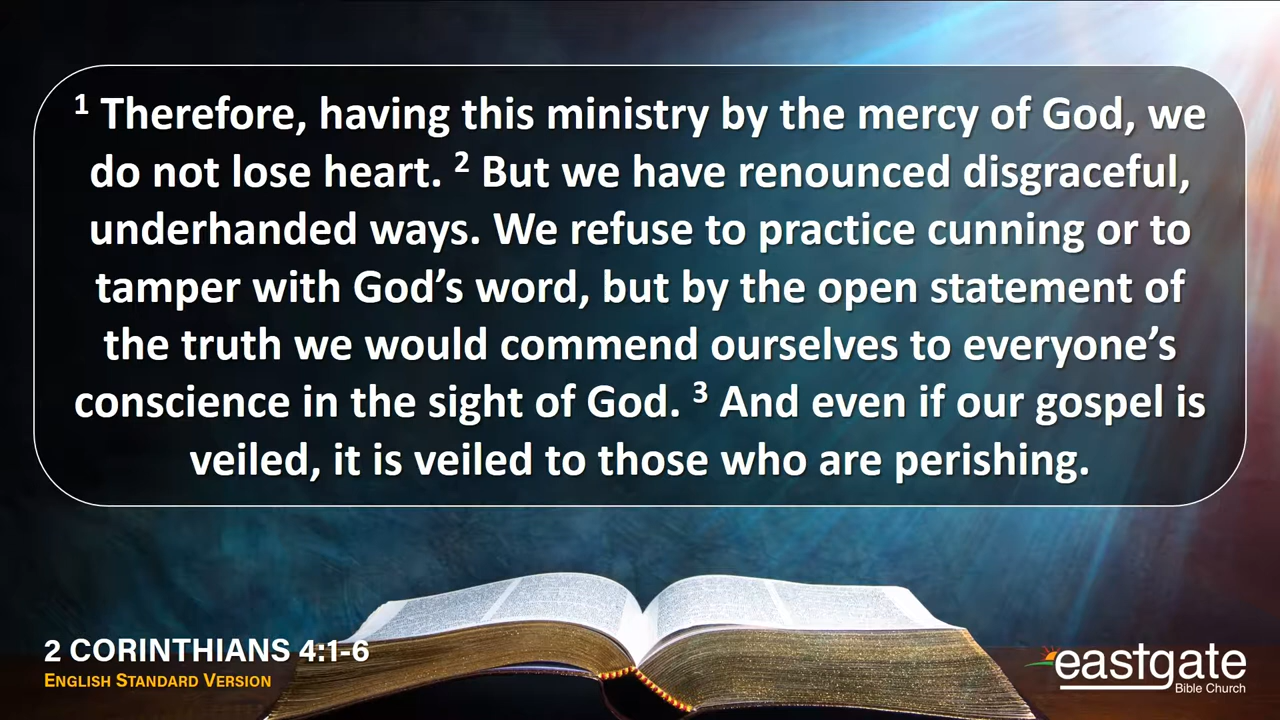 1 Therefore, having this ministry by the mercy of God, we
do not lose heart. 2 But we have renounced disgraceful,
underhanded ways. We refuse to practice cunning or to
tamper with God’s word, but by the open statement of
the truth we would commend ourselves to everyone’s
conscience in the sight of God. 3 And even if our gospel is
veiled, it is veiled to those who are perishing.
2 CORINTHIANS 4:1-6
ENGLISH STANDARD VERSION
eastgate
Bible Church